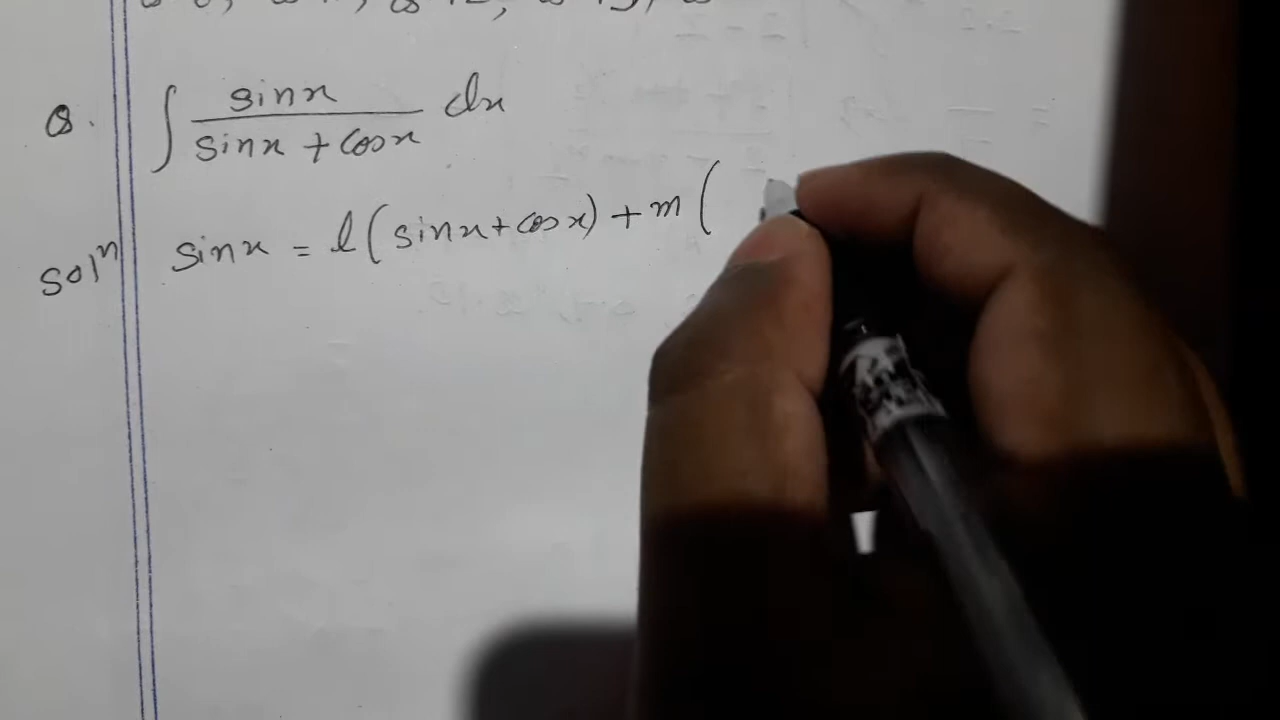 Q. ∫ sinx / (sinx + cosx) dx
Solⁿ sinx = l(sinx+cosx) + m(